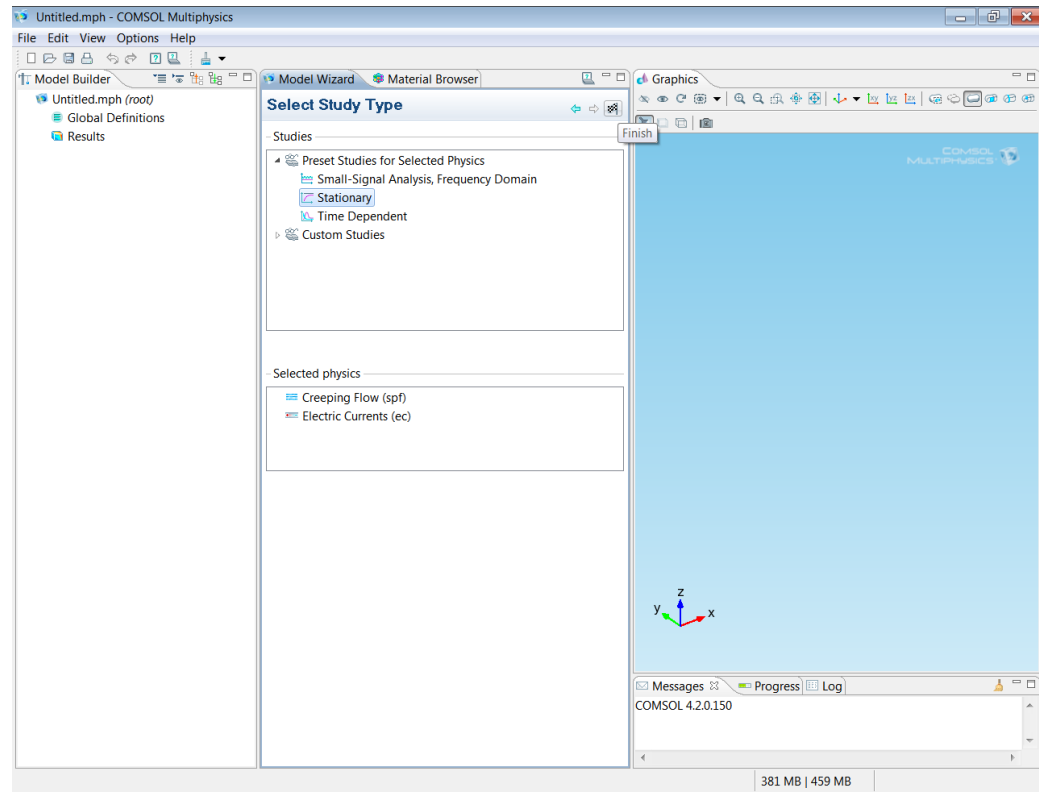 Untitled.mph - COMSOL Multiphysics
File Edit View Options Help
Model Builder
Untitled.mph (root)
Global Definitions
Results
Model Wizard
Material Browser
Select Study Type
Studies
Preset Studies for Selected Physics
Small-Signal Analysis, Frequency Domain
Stationary
Time Dependent
Custom Studies
Selected physics
Creeping Flow (spf)
Electric Currents (ec)
Graphics
xy yz zx
Finish
COMSOL
MULTIPHYSICS
z
y
x
Messages
Progress
Log
COMSOL 4.2.0.150
381 MB | 459 MB